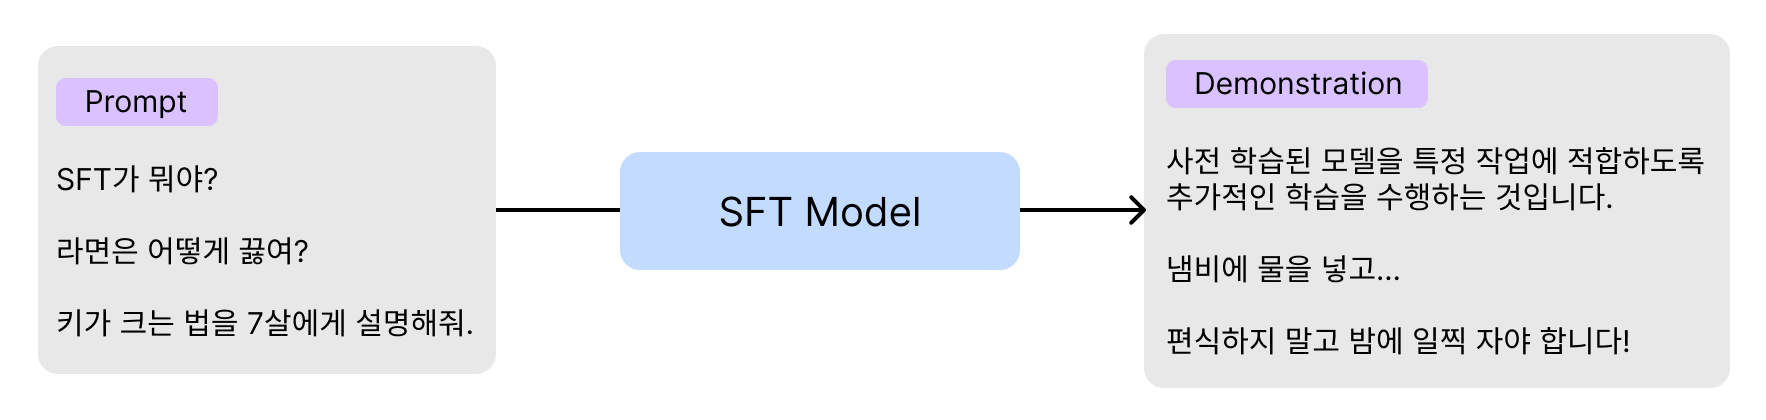 Prompt
SFT가 뭐야?
라면은 어떻게 끓여?
키가 크는 법을 7살에게 설명해줘.
SFT Model
Demonstration
사전 학습된 모델을 특정 작업에 적합하도록
추가적인 학습을 수행하는 것입니다.
냄비에 물을 넣고...
편식하지 말고 밤에 일찍 자야 합니다!